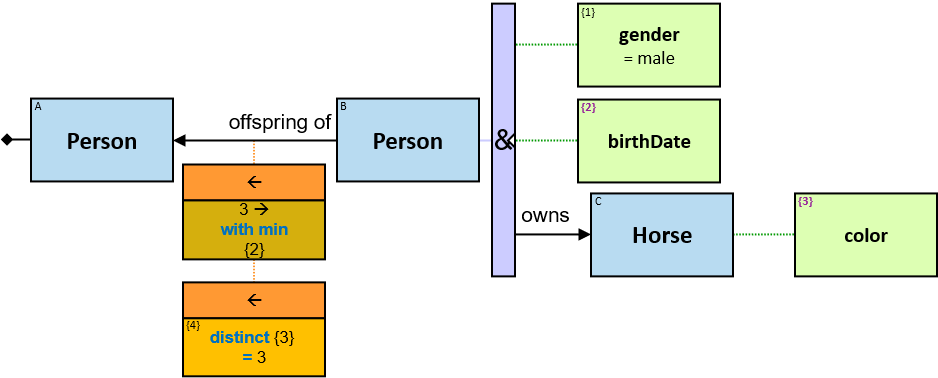 {1}
gender
= male
A
Person
offspring of
B
Person
&
{2}
birthDate
←
3 →
with min
{2}
owns
C
Horse
{3}
color
←
{4}
distinct {3}
= 3